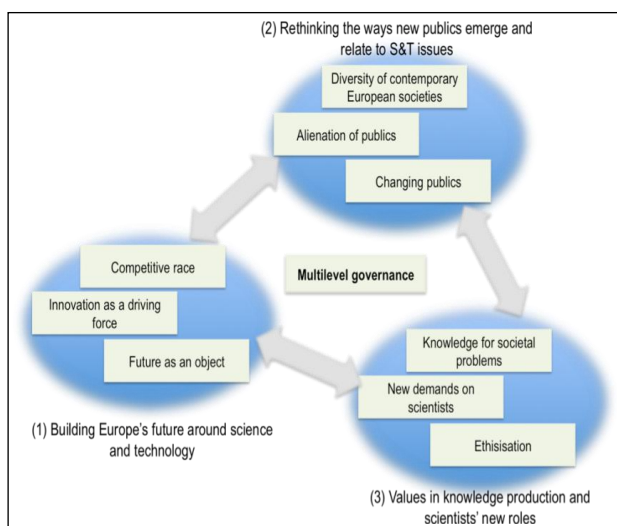 (2) Rethinking the ways new publics emerge and
relate to S&T issues
Diversity of contemporary
European societies
Alienation of publics
Changing publics
Competitive race
Innovation as a driving
force
Future as an object
Multilevel governance
Knowledge for societal
problems
New demands on
scientists
Ethisisation
(1) Building Europe's future around science
and technology
(3) Values in knowledge production and
scientists' new roles